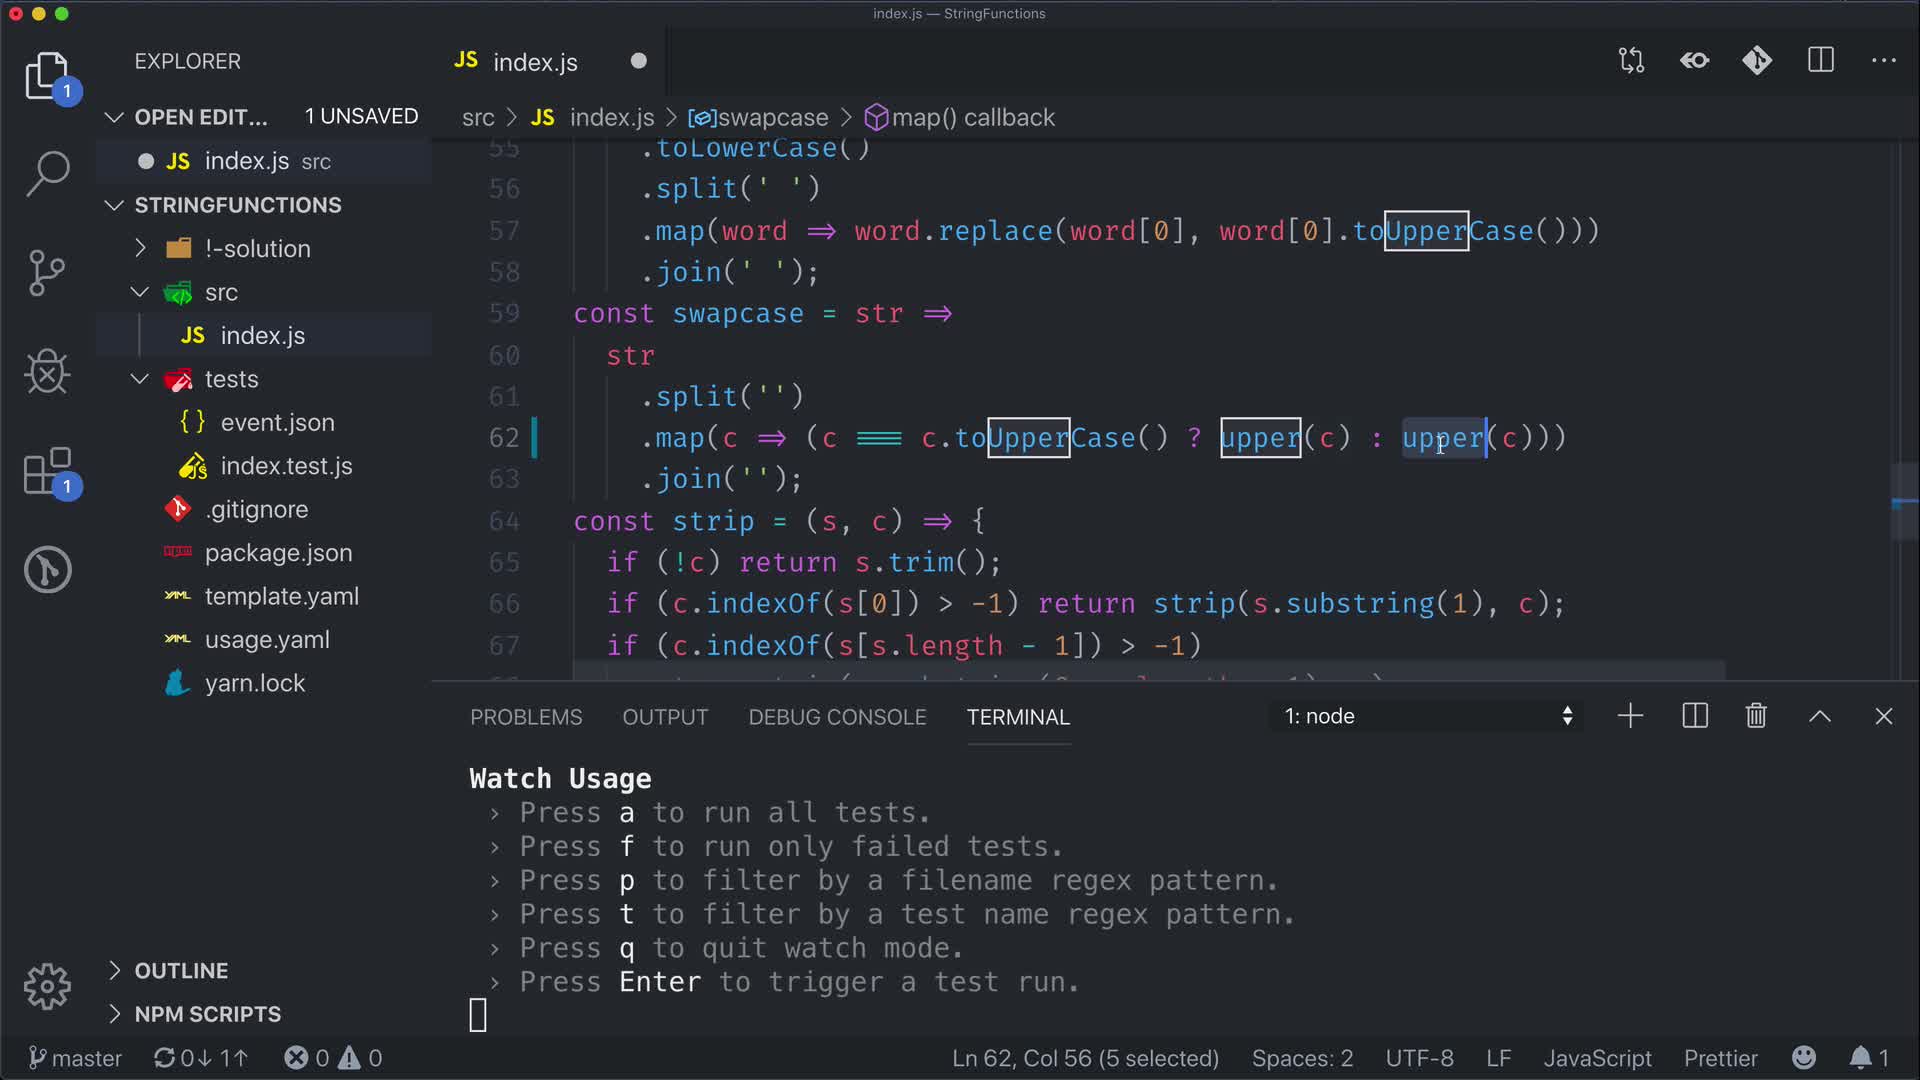 index.js — StringFunctions
EXPLORER
OPEN EDIT... 1 UNSAVED
JS index.js src
STRINGFUNCTIONS
!-solution
src
JS index.js
tests
{ } event.json
index.test.js
.gitignore
package.json
YAML template.yaml
YAML usage.yaml
yarn.lock
OUTLINE
NPM SCRIPTS
1
1
JS index.js
src > JS index.js > swapcase > map() callback
55 .toLowerCase()
56 .split(' ')
57 .map(word => word.replace(word[0], word[0].toUpperCase()))
58 .join(' ');
59 const swapcase = str =>
60 str
61 .split('')
62 .map(c => (c === c.toUpperCase() ? upper(c) : upper(c)))
63 .join('');
64 const strip = (s, c) => {
65 if (!c) return s.trim();
66 if (c.indexOf(s[0]) > -1) return strip(s.substring(1), c);
67 if (c.indexOf(s[s.length - 1]) > -1)
PROBLEMS OUTPUT DEBUG CONSOLE TERMINAL 1: node
Watch Usage
› Press a to run all tests.
› Press f to run only failed tests.
› Press p to filter by a filename regex pattern.
› Press t to filter by a test name regex pattern.
› Press q to quit watch mode.
› Press Enter to trigger a test run.
master 0↓ 1↑ 0 0 Ln 62, Col 56 (5 selected) Spaces: 2 UTF-8 LF JavaScript Prettier 1